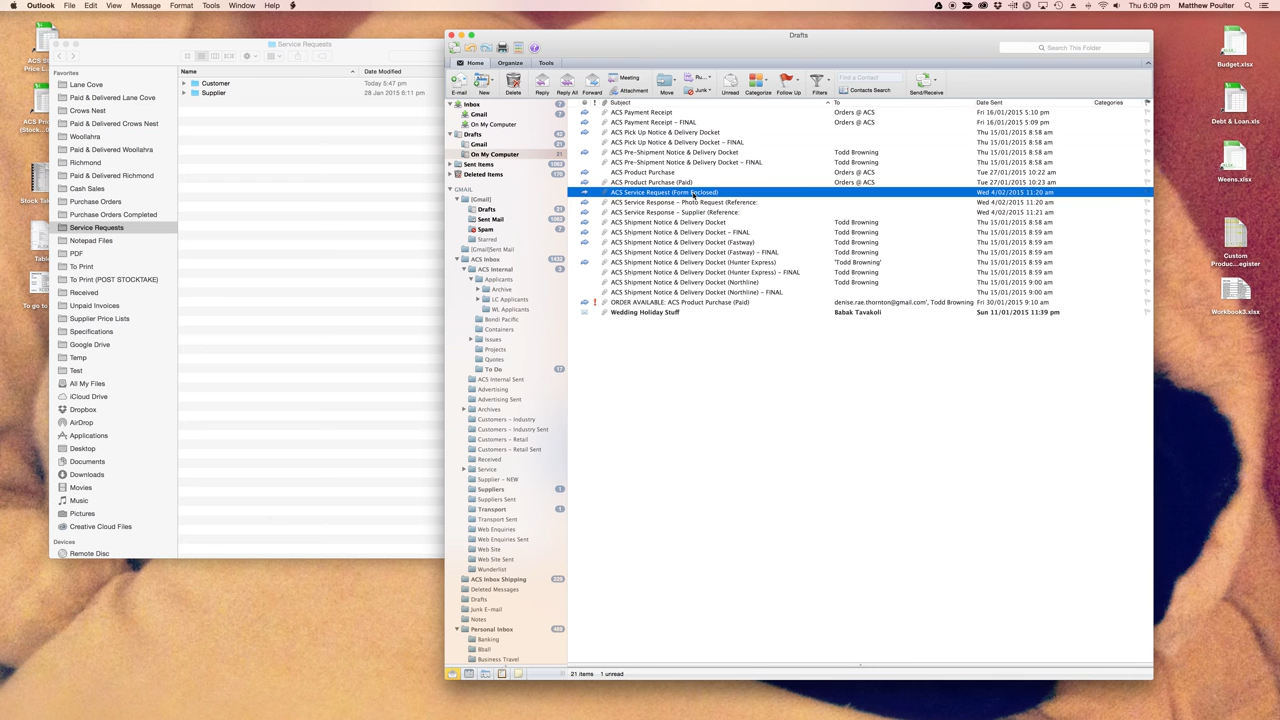 Outlook File Edit View Message Format Tools Window Help
Thu 6:09 pm Matthew Poulter
Service Requests
Favorites
Lane Cove
Paid & Delivered Lane Cove
Crows Nest
Paid & Delivered Crows Nest
Woollahra
Paid & Delivered Woollahra
Richmond
Paid & Delivered Richmond
Cash Sales
Purchase Orders
Purchase Orders Completed
Service Requests
Notepad Files
PDF
To Print
To Print (POST STOCKTAKE)
Received
Unpaid Invoices
Supplier Price Lists
Specifications
Google Drive
Temp
Test
All My Files
iCloud Drive
Dropbox
AirDrop
Applications
Desktop
Documents
Downloads
Movies
Music
Pictures
Creative Cloud Files
Devices
Remote Disc
Name Date Modified
Customer Today 5:47 pm
Supplier 28 Jan 2015 6:11 pm
Drafts
Search This Folder
Home Organize Tools
E-mail New Delete Reply Reply All Forward Meeting Attachment Move Ru... Junk Unread Categorize Follow Up Filters Find a Contact Contacts Search Send/Receive
Inbox 7
Gmail 7
On My Computer
Drafts 42
Gmail 21
On My Computer 21
Sent Items 1062
Deleted Items 170
GMAIL
[Gmail]
Drafts 21
Sent Mail
Spam 7
Starred
[Gmail]Sent Mail
ACS Inbox 1432
ACS Internal 3
Applicants
Archive
LC Applicants
WL Applicants
Bondi Pacific
Containers
Issues
Projects
Quotes
To Do 17
ACS Internal Sent
Advertising
Advertising Sent
Archives
Customers – Industry
Customers – Industry Sent
Customers – Retail
Customers – Retail Sent
Received
Service
Supplier – NEW
Suppliers 1
Suppliers Sent
Transport 1
Transport Sent
Web Enquiries
Web Enquiries Sent
Web Site
Web Site Sent
Wunderlist
ACS Inbox Shipping
Deleted Messages
Drafts
Junk E-mail
Notes
Personal Inbox
Banking
Bball
Business Travel
Subject To Date Sent Categories
ACS Payment Receipt Orders @ ACS Fri 16/01/2015 5:10 pm
ACS Payment Receipt – FINAL Orders @ ACS Fri 16/01/2015 5:09 pm
ACS Pick Up Notice & Delivery Docket Thu 15/01/2015 8:58 am
ACS Pick Up Notice & Delivery Docket – FINAL Thu 15/01/2015 8:58 am
ACS Pre-Shipment Notice & Delivery Docket Todd Browning Thu 15/01/2015 8:58 am
ACS Pre-Shipment Notice & Delivery Docket – FINAL Todd Browning Thu 15/01/2015 8:58 am
ACS Product Purchase Orders @ ACS Tue 27/01/2015 10:22 am
ACS Product Purchase (Paid) Orders @ ACS Tue 27/01/2015 10:23 am
ACS Service Request (Form Enclosed) Wed 4/02/2015 11:20 am
ACS Service Response – Photo Request (Reference: Wed 4/02/2015 11:20 am
ACS Service Response – Supplier (Reference: Wed 4/02/2015 11:21 am
ACS Shipment Notice & Delivery Docket Todd Browning Thu 15/01/2015 8:58 am
ACS Shipment Notice & Delivery Docket – FINAL Todd Browning Thu 15/01/2015 8:59 am
ACS Shipment Notice & Delivery Docket (Fastway) Todd Browning Thu 15/01/2015 8:59 am
ACS Shipment Notice & Delivery Docket (Fastway) – FINAL Todd Browning Thu 15/01/2015 8:59 am
ACS Shipment Notice & Delivery Docket (Hunter Express) Todd Browning' Thu 15/01/2015 8:59 am
ACS Shipment Notice & Delivery Docket (Hunter Express) – FINAL Todd Browning Thu 15/01/2015 8:59 am
ACS Shipment Notice & Delivery Docket (Northline) Todd Browning Thu 15/01/2015 9:00 am
ACS Shipment Notice & Delivery Docket (Northline) – FINAL Thu 15/01/2015 9:00 am
ORDER AVAILABLE: ACS Product Purchase (Paid) denise.rae.thornton@gmail.com', Todd Browning Fri 30/01/2015 9:10 am
Wedding Holiday Stuff Babak Tavakoli Sun 11/01/2015 11:39 pm
21 items 1 unread
Budget.xlsx
Debt & Loan.xlsx
Weens.xlsx
Custom
Produc...egister
Workbook3.xlsx